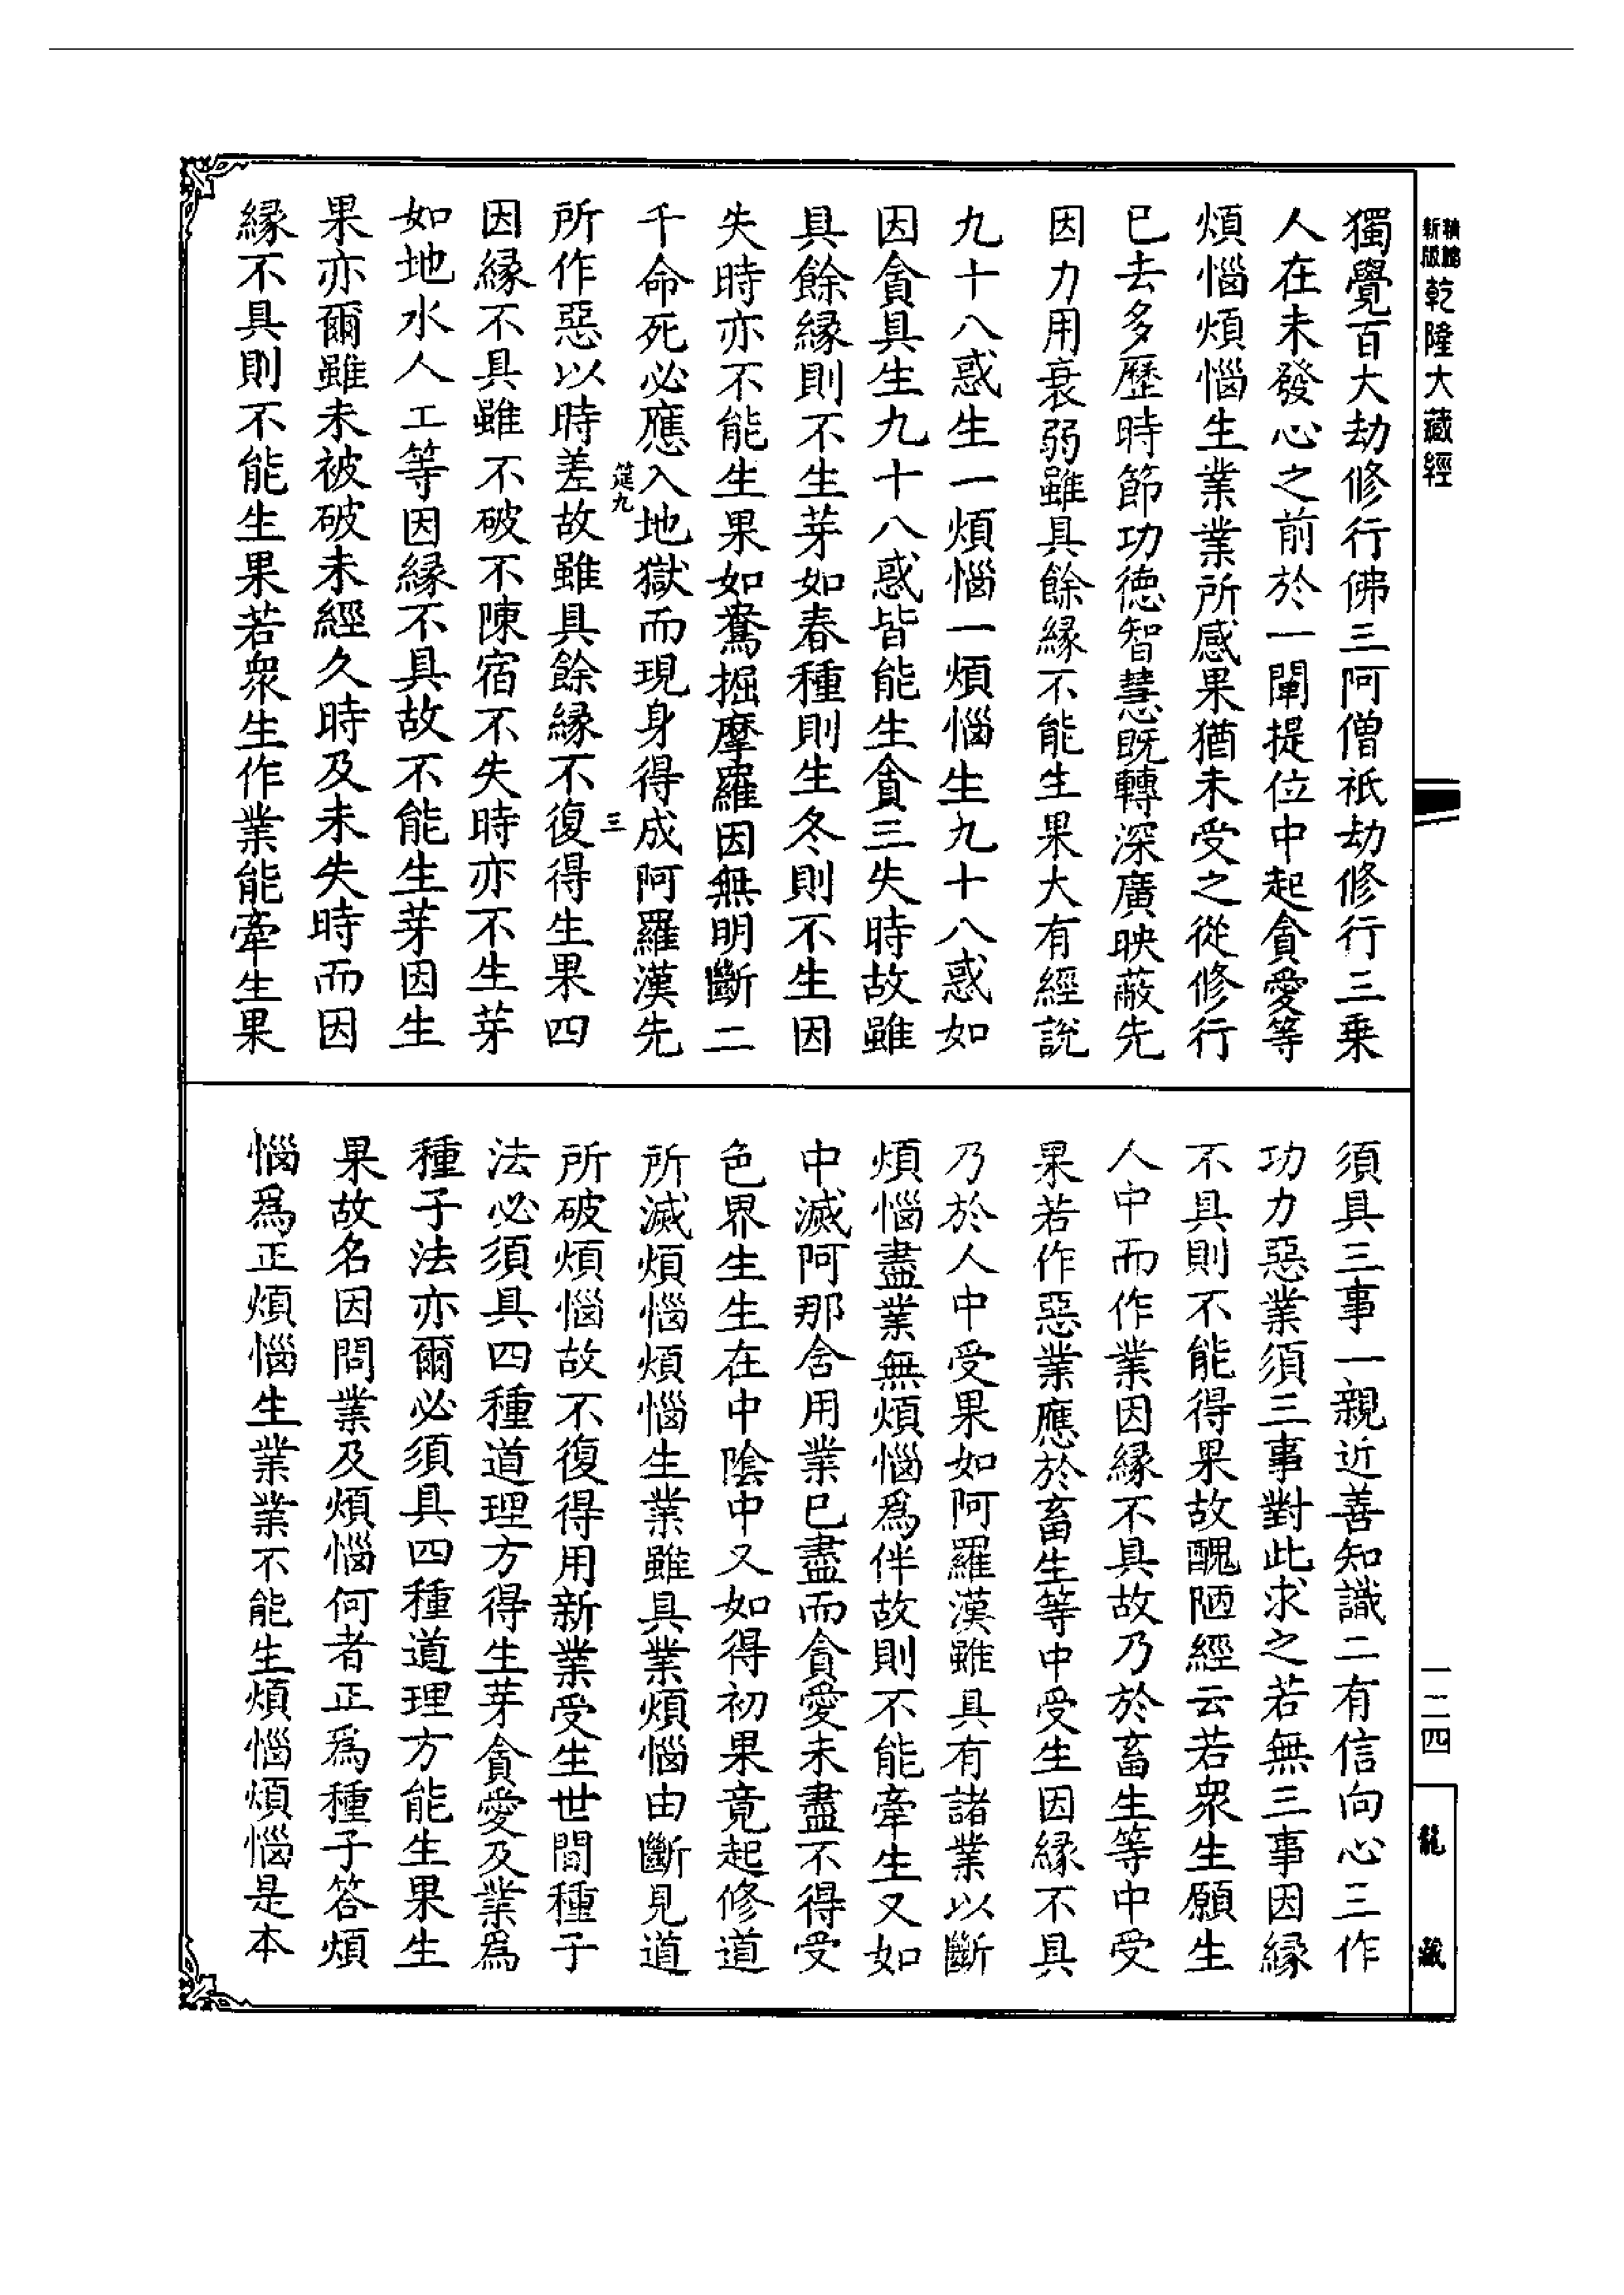 新版
精縮
乾隆大藏經
獨覺百大劫修行佛三阿僧祇劫修行三乗
人在未發心之前於一闡提位中起貪愛等
煩惱煩惱生業業所感果猶未受之從修行
已去多歷時節功德智慧既轉深廣映蔽先
因力用衰弱雖具餘緣不能生果大有經說
九十八惑生一煩惱一煩惱生九十八惑如
因貪具生九十八惑皆能生貪三失時故雖
具餘緣則不生芽如春種則生冬則不生因
失時亦不能生果如鴦掘摩羅因無明斷二
千命死必應入地獄而現身得成阿羅漢先
筵九
三
所作惡以時差故雖具餘緣不復得生果四
因緣不具雖不破不陳宿不失時亦不生芽
如地水人工等因緣不具故不能生芽因生
果亦爾雖未被破未經久時及未失時而因
緣不具則不能生果若衆生作業能牽生果
須具三事一親近善知識二有信向心三作
功力惡業須三事對此求之若無三事因緣
不具則不能得果故醜陋經云若衆生願生
人中而作業因緣不具故乃於畜生等中受
果若作惡業應於畜生等中受生因緣不具
乃於人中受果如阿羅漢雖具有諸業以斷
煩惱盡業無煩惱爲伴故則不能牽生又如
中滅阿那含用業已盡而貪愛未盡不得受
色界生生在中陰中又如得初果竟起修道
所滅煩惱煩惱生業雖具業煩惱由斷見道
所破煩惱故不復得用新業受生世間種子
法必須具四種道理方得生芽貪愛及業爲
種子法亦爾必須具四種道理方能生果生
果故名因問業及煩惱何者正爲種子答煩
惱爲正煩惱生業業不能生煩惱煩惱是本
一二四
龍藏